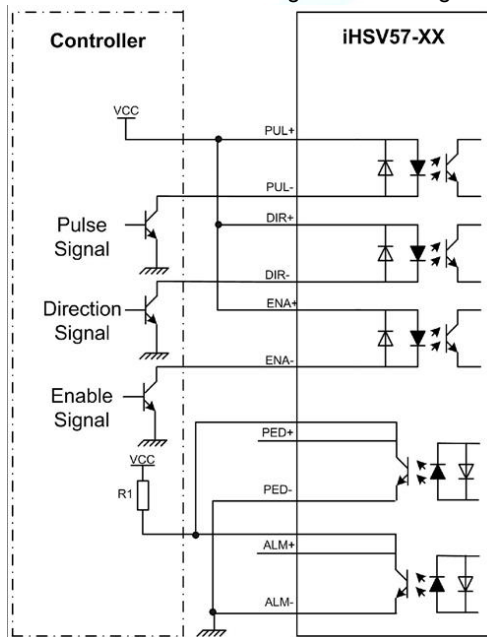 Controller
iHSV57-XX
VCC
PUL+
PUL-
Pulse
Signal
DIR+
DIR-
Direction
Signal
ENA+
ENA-
Enable
Signal
PED+
VCC
R1
PED-
ALM+
ALM-